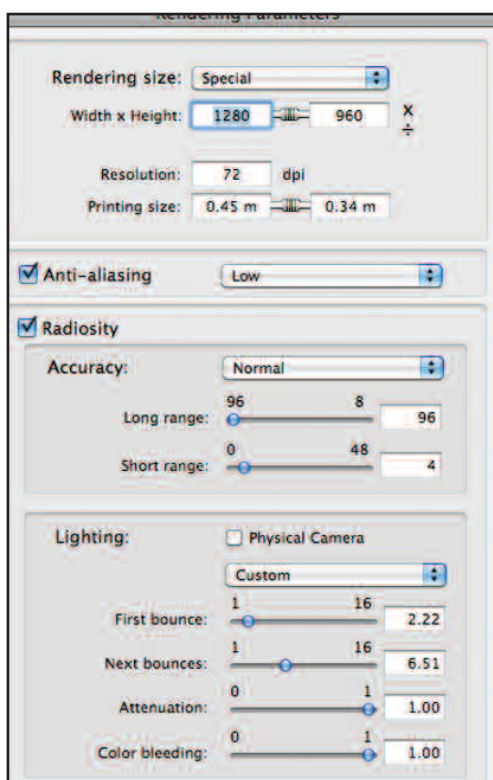 Rendering Parameters
Rendering size: Special
Width x Height: 1280 960 X
÷
Resolution: 72 dpi
Printing size: 0.45 m 0.34 m
Anti-aliasing Low
Radiosity
Accuracy: Normal
96 8
Long range: 96
0 48
Short range: 4
Lighting: Physical Camera
Custom
1 16
First bounce: 2.22
1 16
Next bounces: 6.51
0 1
Attenuation: 1.00
0 1
Color bleeding: 1.00